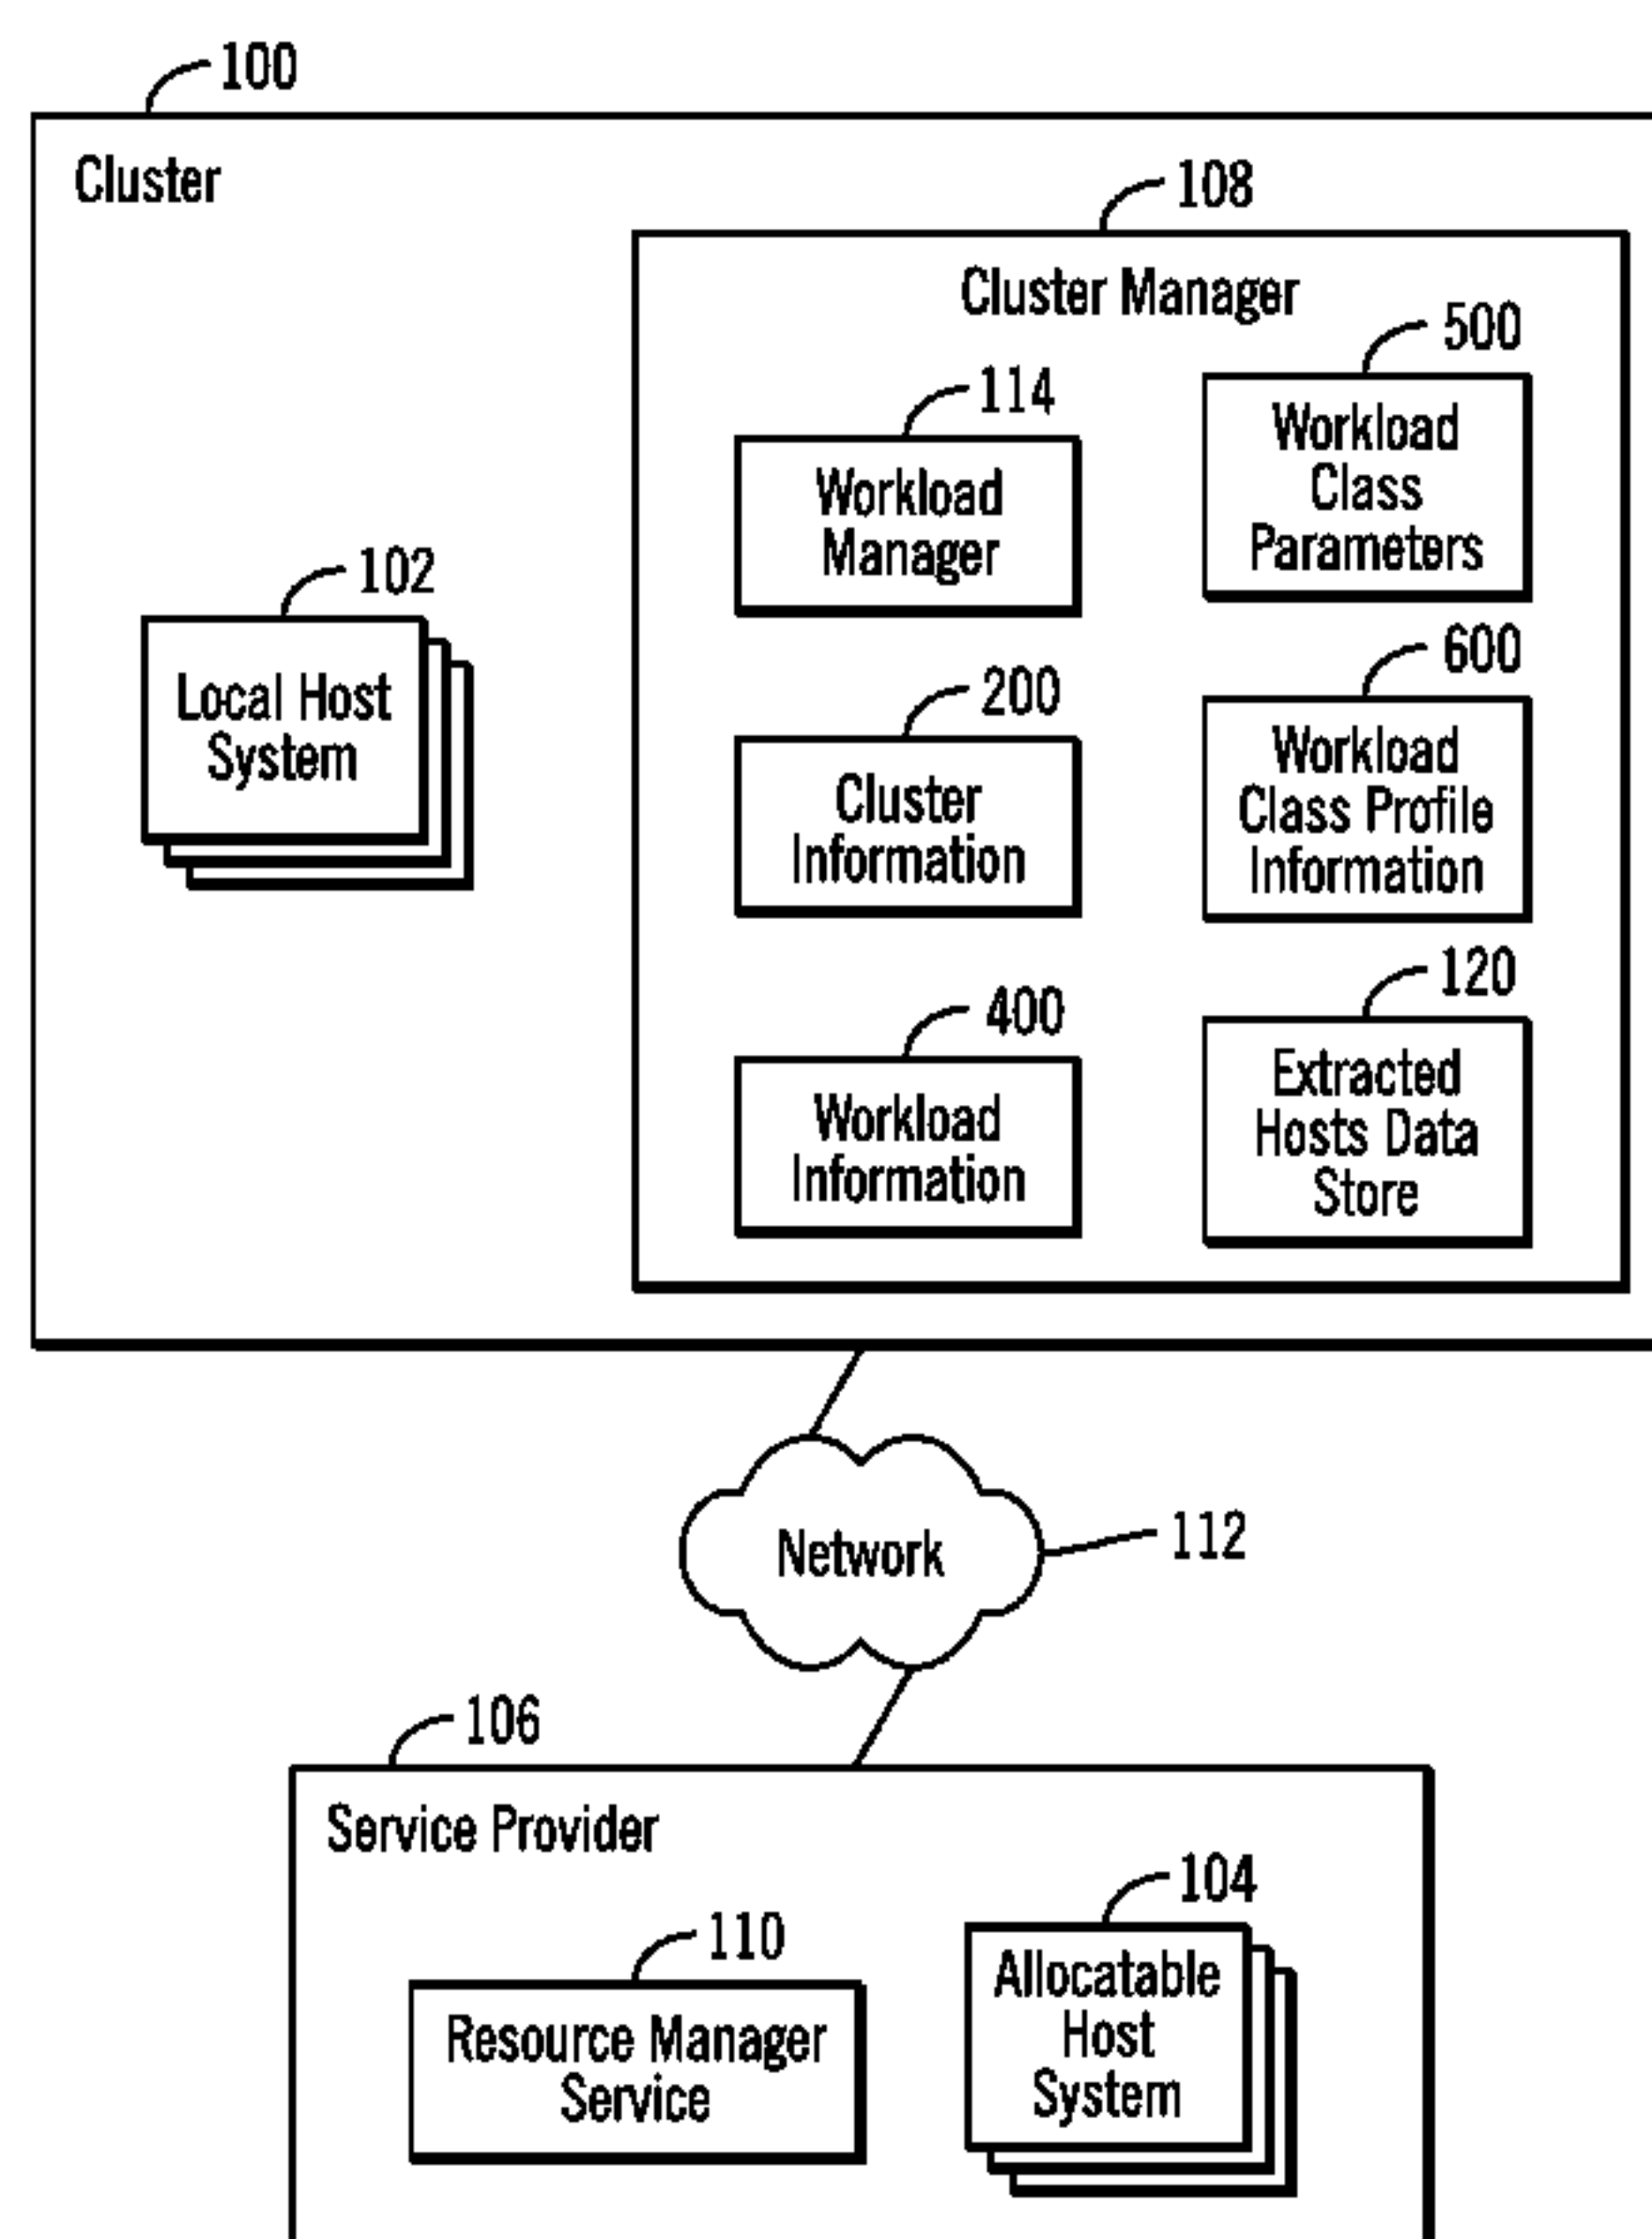 100
Cluster
108
Cluster Manager
500
114
Workload
Class
Parameters
Workload
Manager
102
Local Host
System
600
200
Workload
Class Profile
Information
Cluster
Information
120
400
Extracted
Hosts Data
Store
Workload
Information
Network
112
106
Service Provider
104
110
Allocatable
Host
System
Resource Manager
Service